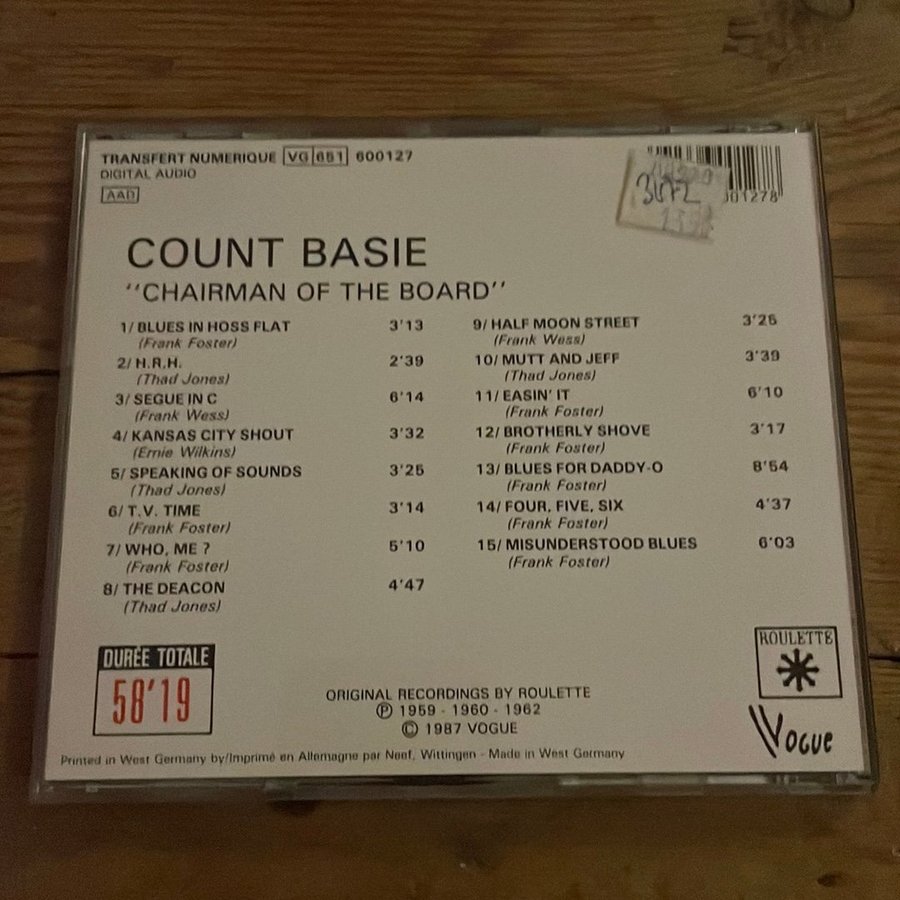 TRANSFERT NUMERIQUE VG 651 600127
DIGITAL AUDIO
AAD
3672
001278
COUNT BASIE
"CHAIRMAN OF THE BOARD"
1/ BLUES IN HOSS FLAT 3'13
(Frank Foster)
2/ H.R.H. 2'39
(Thad Jones)
3/ SEGUE IN C 6'14
(Frank Wess)
4/ KANSAS CITY SHOUT 3'32
(Ernie Wilkins)
5/ SPEAKING OF SOUNDS 3'25
(Thad Jones)
6/ T.V. TIME 3'14
(Frank Foster)
7/ WHO, ME ? 5'10
(Frank Foster)
8/ THE DEACON 4'47
(Thad Jones)
9/ HALF MOON STREET 3'25
(Frank Wess)
10/ MUTT AND JEFF 3'39
(Thad Jones)
11/ EASIN' IT 6'10
(Frank Foster)
12/ BROTHERLY SHOVE 3'17
(Frank Foster)
13/ BLUES FOR DADDY-O 8'54
(Frank Foster)
14/ FOUR, FIVE, SIX 4'37
(Frank Foster)
15/ MISUNDERSTOOD BLUES 6'03
(Frank Foster)
DURÉE TOTALE
58'19
ORIGINAL RECORDINGS BY ROULETTE
℗ 1959 - 1960 - 1962
© 1987 VOGUE
ROULETTE
VOGUE
Printed in West Germany by/Imprimé en Allemagne par Neef, Wittingen - Made in West Germany